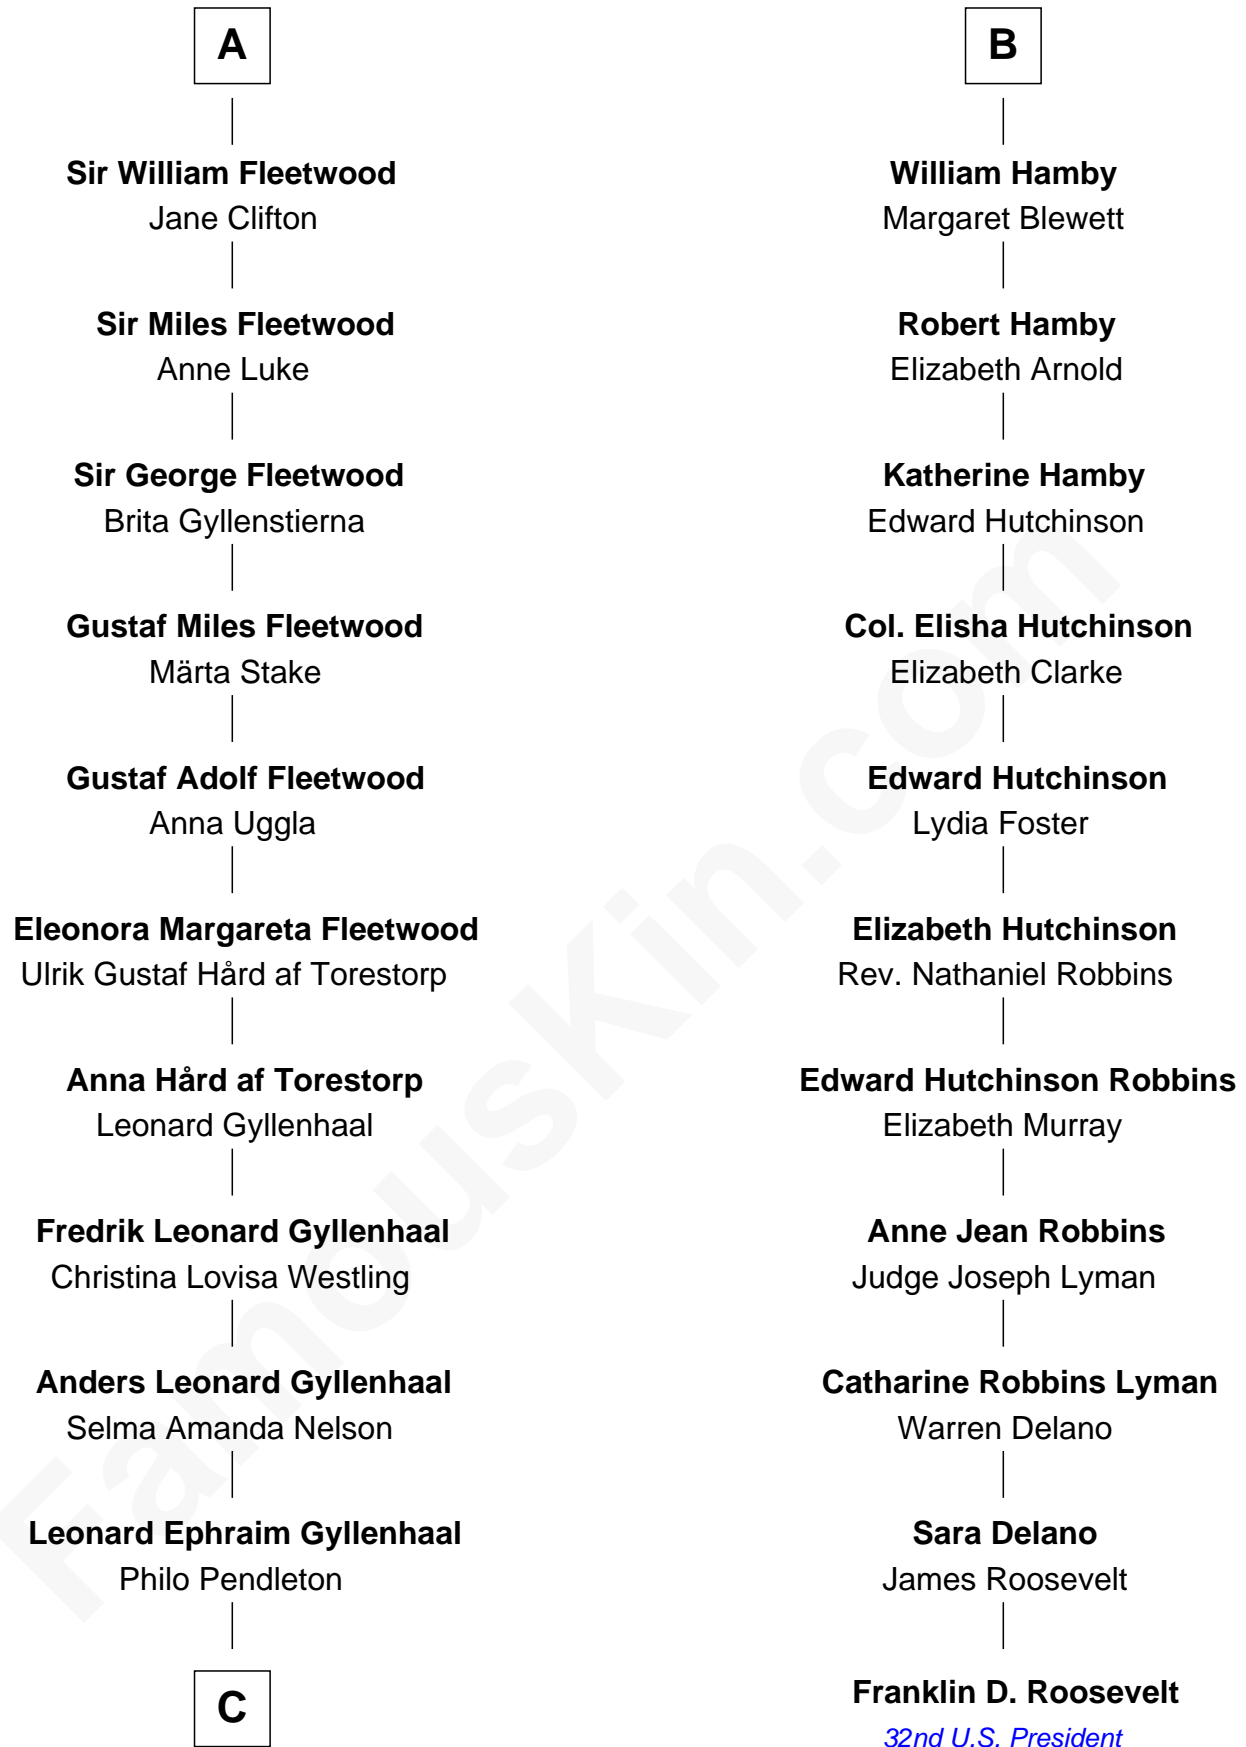 A
Sir William Fleetwood
Jane Clifton
Sir Miles Fleetwood
Anne Luke
Sir George Fleetwood
Brita Gyllenstierna
Gustaf Miles Fleetwood
Märta Stake
Gustaf Adolf Fleetwood
Anna Uggla
Eleonora Margareta Fleetwood
Ulrik Gustaf Hård af Torestorp
Anna Hård af Torestorp
Leonard Gyllenhaal
Fredrik Leonard Gyllenhaal
Christina Lovisa Westling
Anders Leonard Gyllenhaal
Selma Amanda Nelson
Leonard Ephraim Gyllenhaal
Philo Pendleton
C
B
William Hamby
Margaret Blewett
Robert Hamby
Elizabeth Arnold
Katherine Hamby
Edward Hutchinson
Col. Elisha Hutchinson
Elizabeth Clarke
Edward Hutchinson
Lydia Foster
Elizabeth Hutchinson
Rev. Nathaniel Robbins
Edward Hutchinson Robbins
Elizabeth Murray
Anne Jean Robbins
Judge Joseph Lyman
Catharine Robbins Lyman
Warren Delano
Sara Delano
James Roosevelt
Franklin D. Roosevelt
32nd U.S. President
FamousKin.com